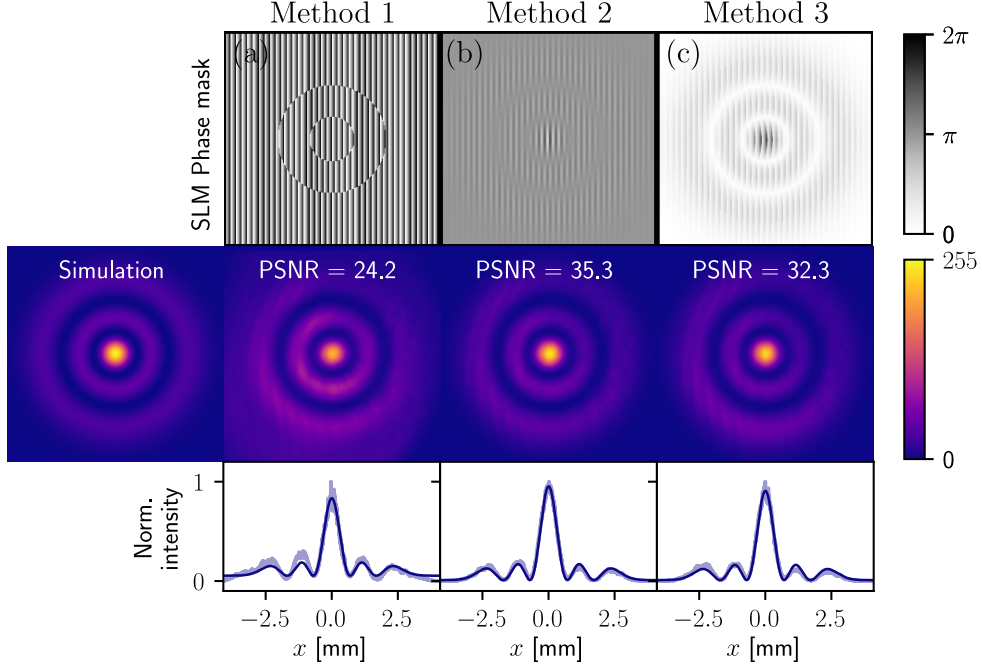 Method 1
Method 2
Method 3
SLM Phase mask
(a)
(b)
(c)
2π
π
0
Simulation
PSNR = 24.2
PSNR = 35.3
PSNR = 32.3
255
0
Norm.
intensity
1
0
−2.5 0.0 2.5
−2.5 0.0 2.5
−2.5 0.0 2.5
x [mm]
x [mm]
x [mm]